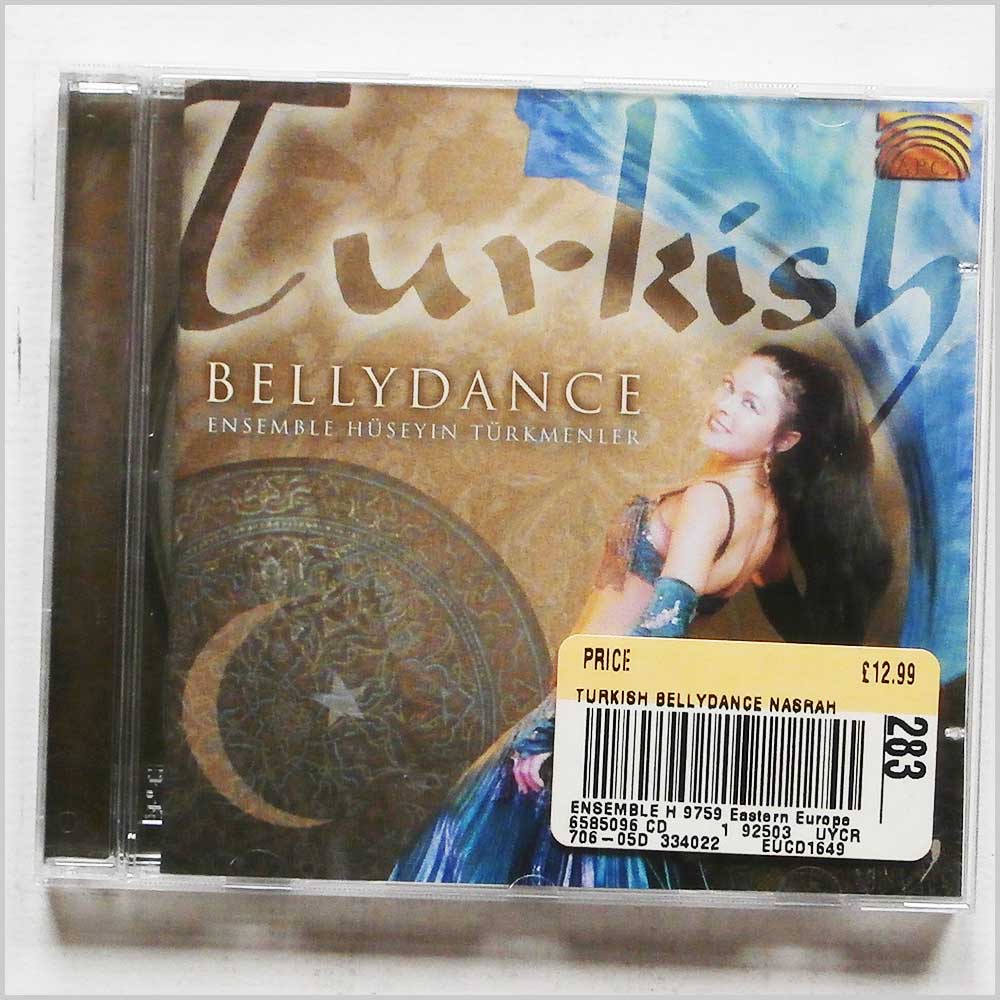 Turkish
ARC
BELLYDANCE
ENSEMBLE HÜSEYIN TÜRKMENLER
PRICE £12.99
TURKISH BELLYDANCE NASRAH
283
ENSEMBLE H 9759 Eastern Europe
6585096 CD 1 92503 UYCR
706-05D 334022 EUCD1649